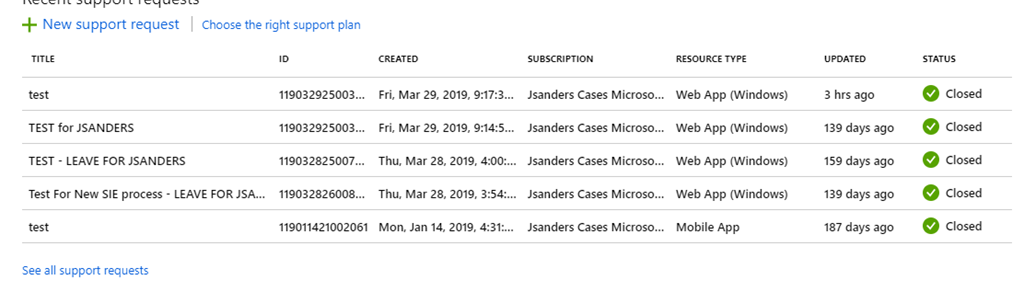 Recent support requests
New support request | Choose the right support plan
TITLE ID CREATED SUBSCRIPTION RESOURCE TYPE UPDATED STATUS
test 119032925003... Fri, Mar 29, 2019, 9:17:3... Jsanders Cases Microso... Web App (Windows) 3 hrs ago Closed
TEST for JSANDERS 119032925003... Fri, Mar 29, 2019, 9:14:5... Jsanders Cases Microso... Web App (Windows) 139 days ago Closed
TEST - LEAVE FOR JSANDERS 119032825007... Thu, Mar 28, 2019, 4:00:... Jsanders Cases Microso... Web App (Windows) 159 days ago Closed
Test For New SIE process - LEAVE FOR JSA... 119032826008... Thu, Mar 28, 2019, 3:54:... Jsanders Cases Microso... Web App (Windows) 139 days ago Closed
test 119011421002061 Mon, Jan 14, 2019, 4:31:... Jsanders Cases Microso... Mobile App 187 days ago Closed
See all support requests